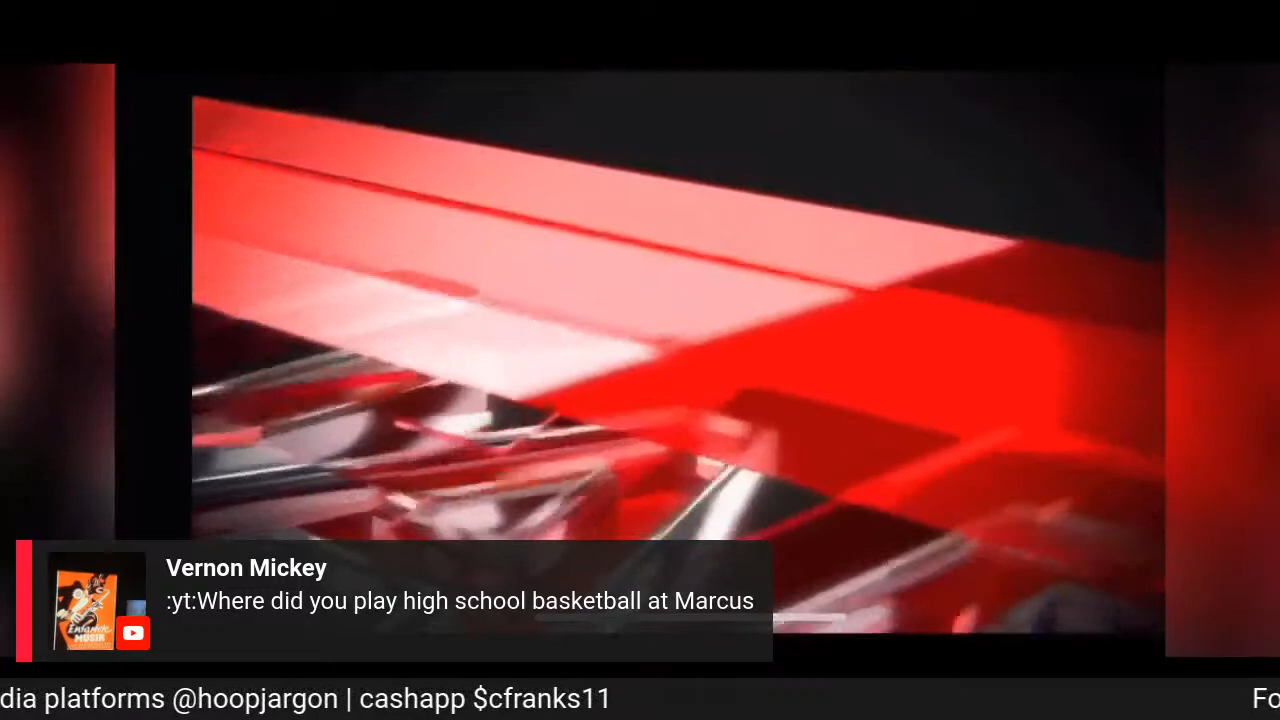 Vernon Mickey
:yt:Where did you play high school basketball at Marcus
dia platforms @hoopjargon | cashapp $cfranks11
Fo